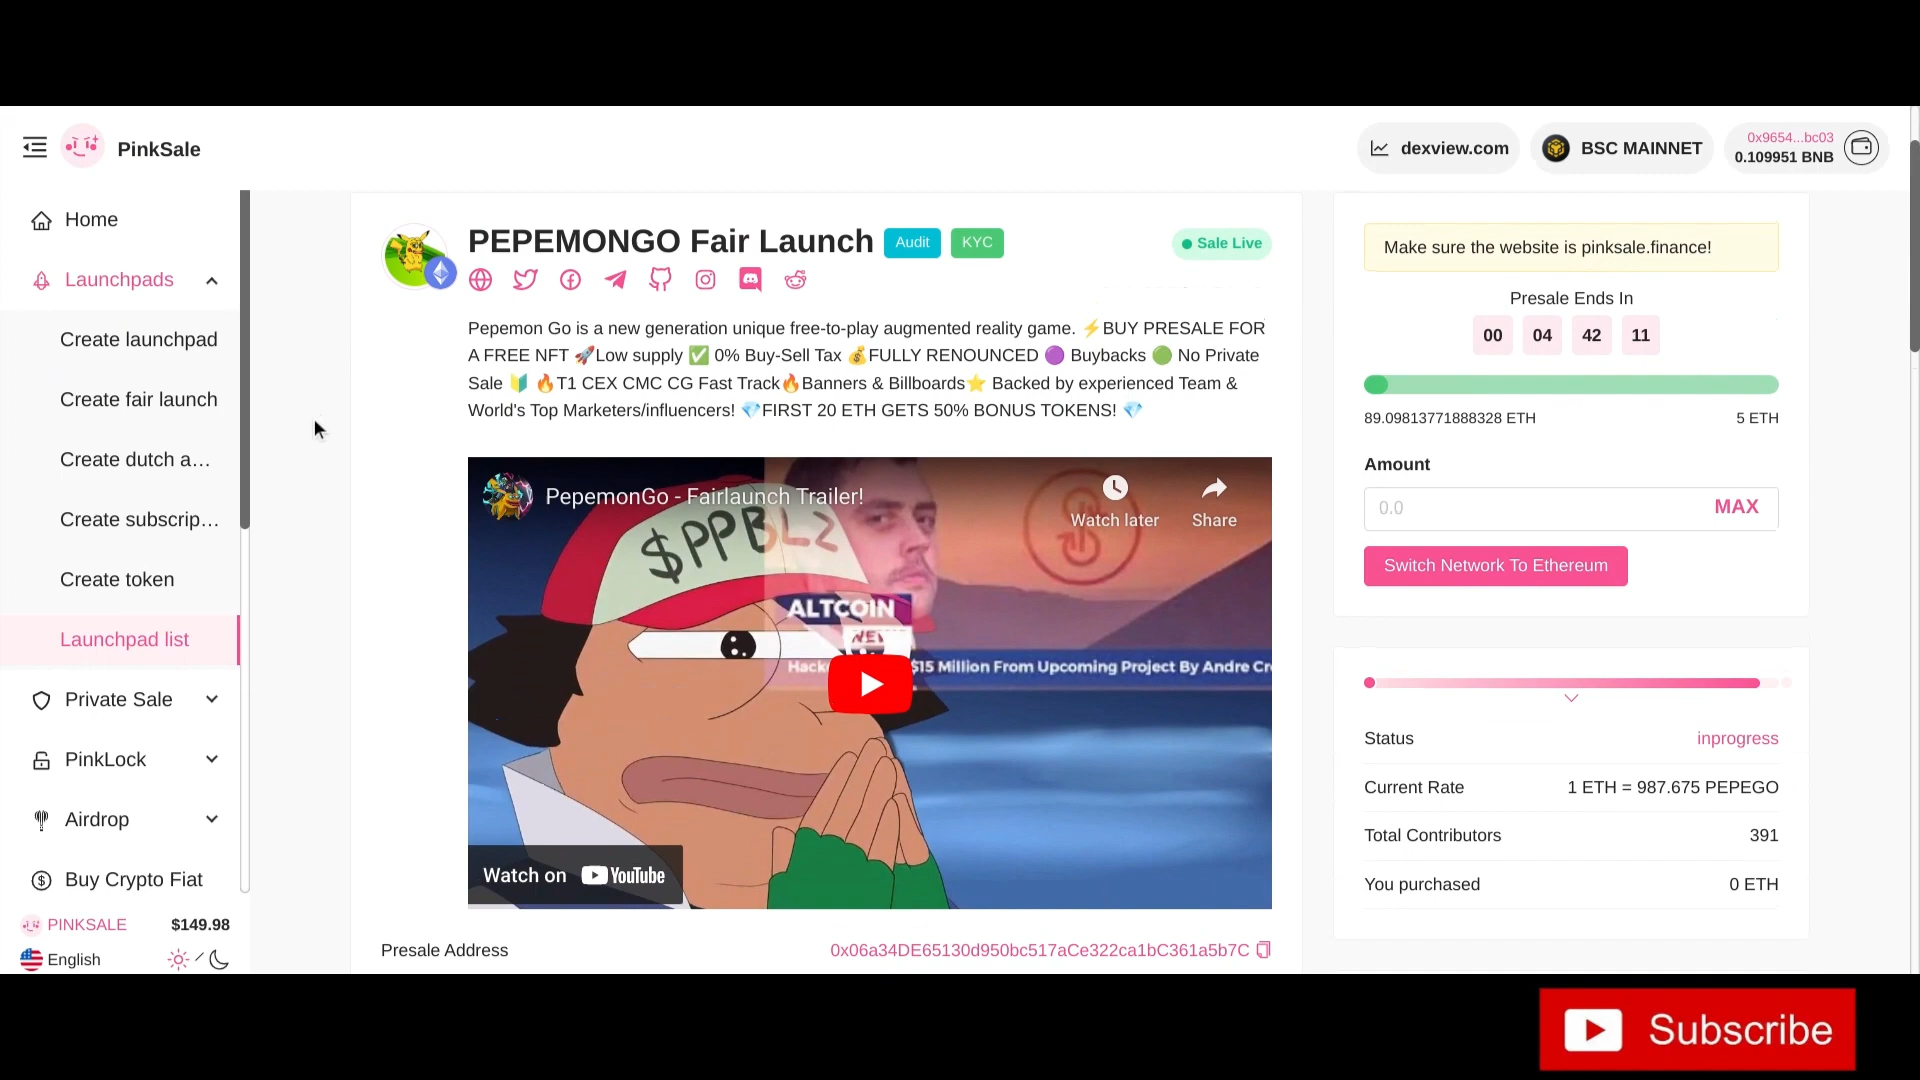 PinkSale
dexview.com
BSC MAINNET
0x9654...bc03
0.109951 BNB
Home
Launchpads
Create launchpad
Create fair launch
Create dutch a...
Create subscrip...
Create token
Launchpad list
Private Sale
PinkLock
Airdrop
Buy Crypto Fiat
PINKSALE $149.98
English
PEPEMONGO Fair Launch Audit KYC
Sale Live
Pepemon Go is a new generation unique free-to-play augmented reality game. ⚡BUY PRESALE FOR
A FREE NFT 🚀Low supply ✅ 0% Buy-Sell Tax 💰FULLY RENOUNCED 🟣 Buybacks 🟢 No Private
Sale 🔰 🔥T1 CEX CMC CG Fast Track🔥Banners & Billboards⭐ Backed by experienced Team &
World's Top Marketers/influencers! 💎FIRST 20 ETH GETS 50% BONUS TOKENS! 💎
PepemonGo - Fairlaunch Trailer!
Watch later
Share
$PPBLZ
ALTCOIN
NEW
$15 Million From Upcoming Project By Andre Cr
Watch on YouTube
Presale Address
0x06a34DE65130d950bc517aCe322ca1bC361a5b7C
Make sure the website is pinksale.finance!
Presale Ends In
00 04 42 11
89.09813771888328 ETH 5 ETH
Amount
0.0 MAX
Switch Network To Ethereum
Status inprogress
Current Rate 1 ETH = 987.675 PEPEGO
Total Contributors 391
You purchased 0 ETH
Subscribe